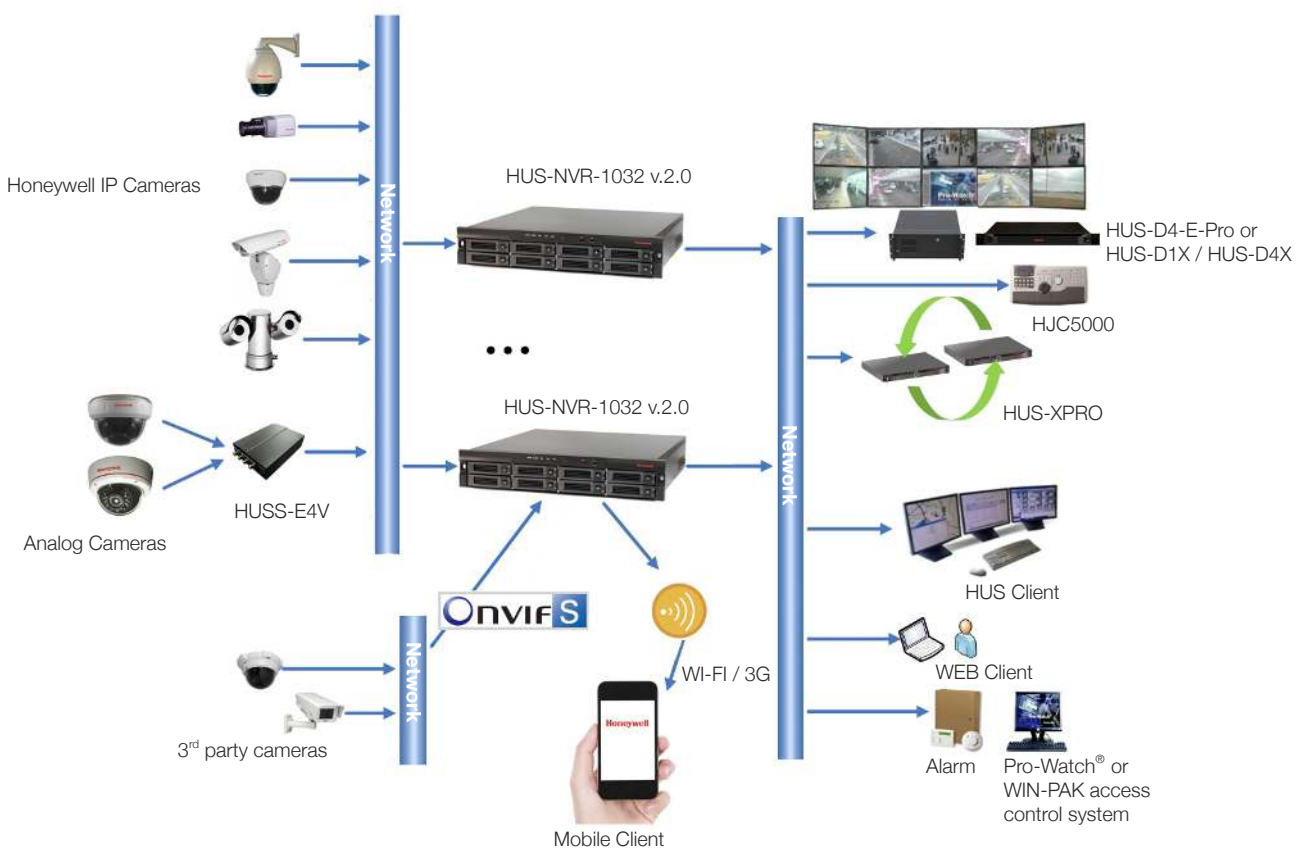 Honeywell IP Cameras
Network
HUS-NVR-1032 v.2.0
HUS-D4-E-Pro or
HUS-D1X / HUS-D4X
HJC5000
HUS-XPRO
...
HUS-NVR-1032 v.2.0
Network
HUSS-E4V
Analog Cameras
HUS Client
ONVIF S
Network
WI-FI / 3G
WEB Client
3rd party cameras
Honeywell
Mobile Client
Alarm
Pro-Watch® or
WIN-PAK access
control system
Pro-Watch